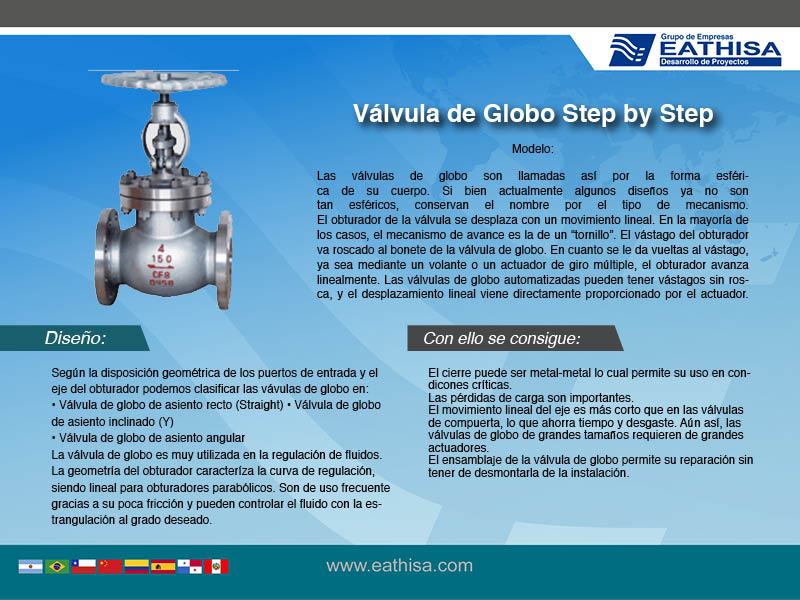 Grupo de Empresas
EATHISA
Desarrollo de Proyectos
Válvula de Globo Step by Step
Modelo:
Las válvulas de globo son llamadas así por la forma esféri-
ca de su cuerpo. Si bien actualmente algunos diseños ya no son
tan esféricos, conservan el nombre por el tipo de mecanismo.
El obturador de la válvula se desplaza con un movimiento lineal. En la mayoría de
los casos, el mecanismo de avance es la de un “tornillo”. El vástago del obturador
va roscado al bonete de la válvula de globo. En cuanto se le da vueltas al vástago,
ya sea mediante un volante o un actuador de giro múltiple, el obturador avanza
linealmente. Las válvulas de globo automatizadas pueden tener vástagos sin ros-
ca, y el desplazamiento lineal viene directamente proporcionado por el actuador.
4
150
CF8
Diseño:
Según la disposición geométrica de los puertos de entrada y el
eje del obturador podemos clasificar las vávulas de globo en:
• Válvula de globo de asiento recto (Straight) • Válvula de globo
de asiento inclinado (Y)
• Válvula de globo de asiento angular
La válvula de globo es muy utilizada en la regulación de fluidos.
La geometría del obturador caracteríza la curva de regulación,
siendo lineal para obturadores parabólicos. Son de uso frecuente
gracias a su poca fricción y pueden controlar el fluido con la es-
trangulación al grado deseado.
Con ello se consigue:
El cierre puede ser metal-metal lo cual permite su uso en con-
dicones críticas.
Las pérdidas de carga son importantes.
El movimiento lineal del eje es más corto que en las válvulas
de compuerta, lo que ahorra tiempo y desgaste. Aún así, las
válvulas de globo de grandes tamaños requieren de grandes
actuadores.
El ensamblaje de la válvula de globo permite su reparación sin
tener de desmontarla de la instalación.
www.eathisa.com